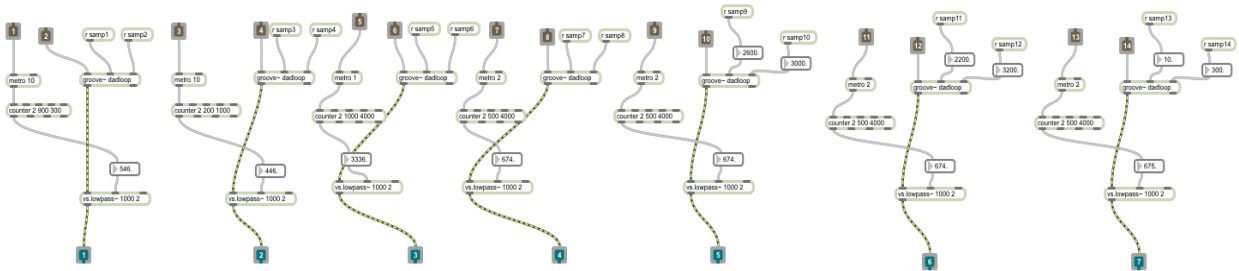 1
2
r samp1
r samp2
metro 10
groove~ dadloop
counter 2 900 300
546.
vs.lowpass~ 1000 2
1
3
4
r samp3
r samp4
metro 10
groove~ dadloop
counter 2 200 1000
446.
vs.lowpass~ 1000 2
2
5
6
r samp5
r samp6
metro 1
groove~ dadloop
counter 2 1000 4000
3336.
vs.lowpass~ 1000 2
3
7
8
r samp7
r samp8
metro 2
groove~ dadloop
counter 2 500 4000
674.
vs.lowpass~ 1000 2
4
9
10
r samp9
r samp10
2600.
3000.
metro 2
groove~ dadloop
counter 2 500 4000
674.
vs.lowpass~ 1000 2
5
11
12
r samp11
r samp12
2200.
3200.
metro 2
groove~ dadloop
counter 2 500 4000
674.
vs.lowpass~ 1000 2
6
13
14
r samp13
r samp14
10.
300.
metro 2
groove~ dadloop
counter 2 500 4000
675.
vs.lowpass~ 1000 2
7